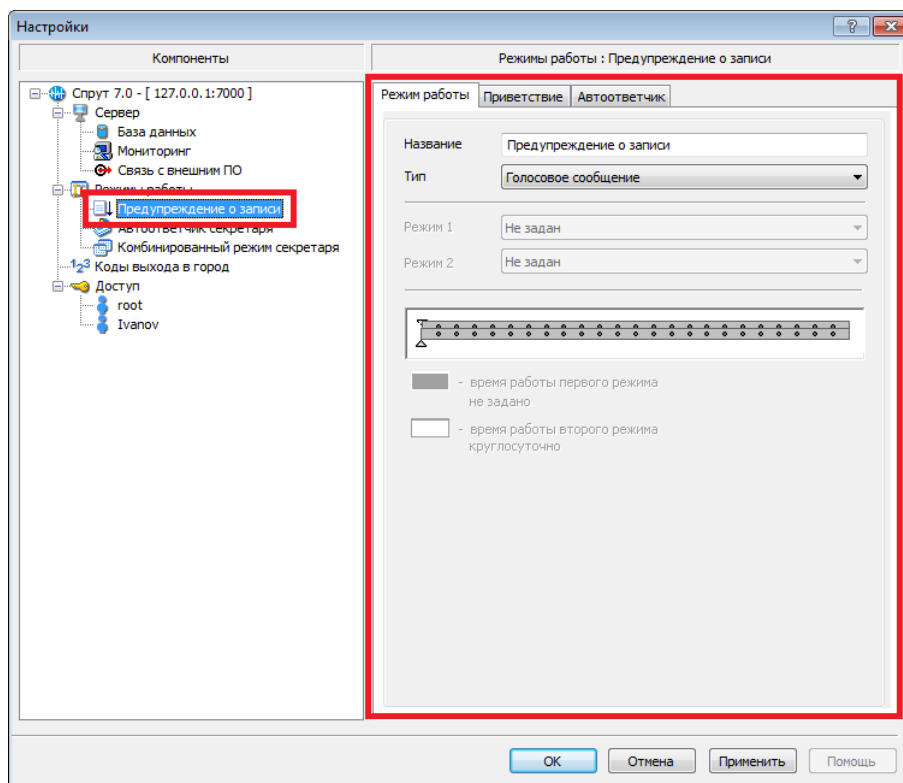 Настройки
Компоненты
Режимы работы : Предупреждение о записи
Спрут 7.0 - [ 127.0.0.1:7000 ]
Сервер
База данных
Мониторинг
Связь с внешним ПО
Режимы работы
Предупреждение о записи
Автоответчик секретаря
Комбинированный режим секретаря
Коды выхода в город
Доступ
root
Ivanov
Режим работы Приветствие Автоответчик
Название Предупреждение о записи
Тип Голосовое сообщение
Режим 1 Не задан
Режим 2 Не задан
- время работы первого режима
не задано
- время работы второго режима
круглосуточно
OK Отмена Применить Помощь